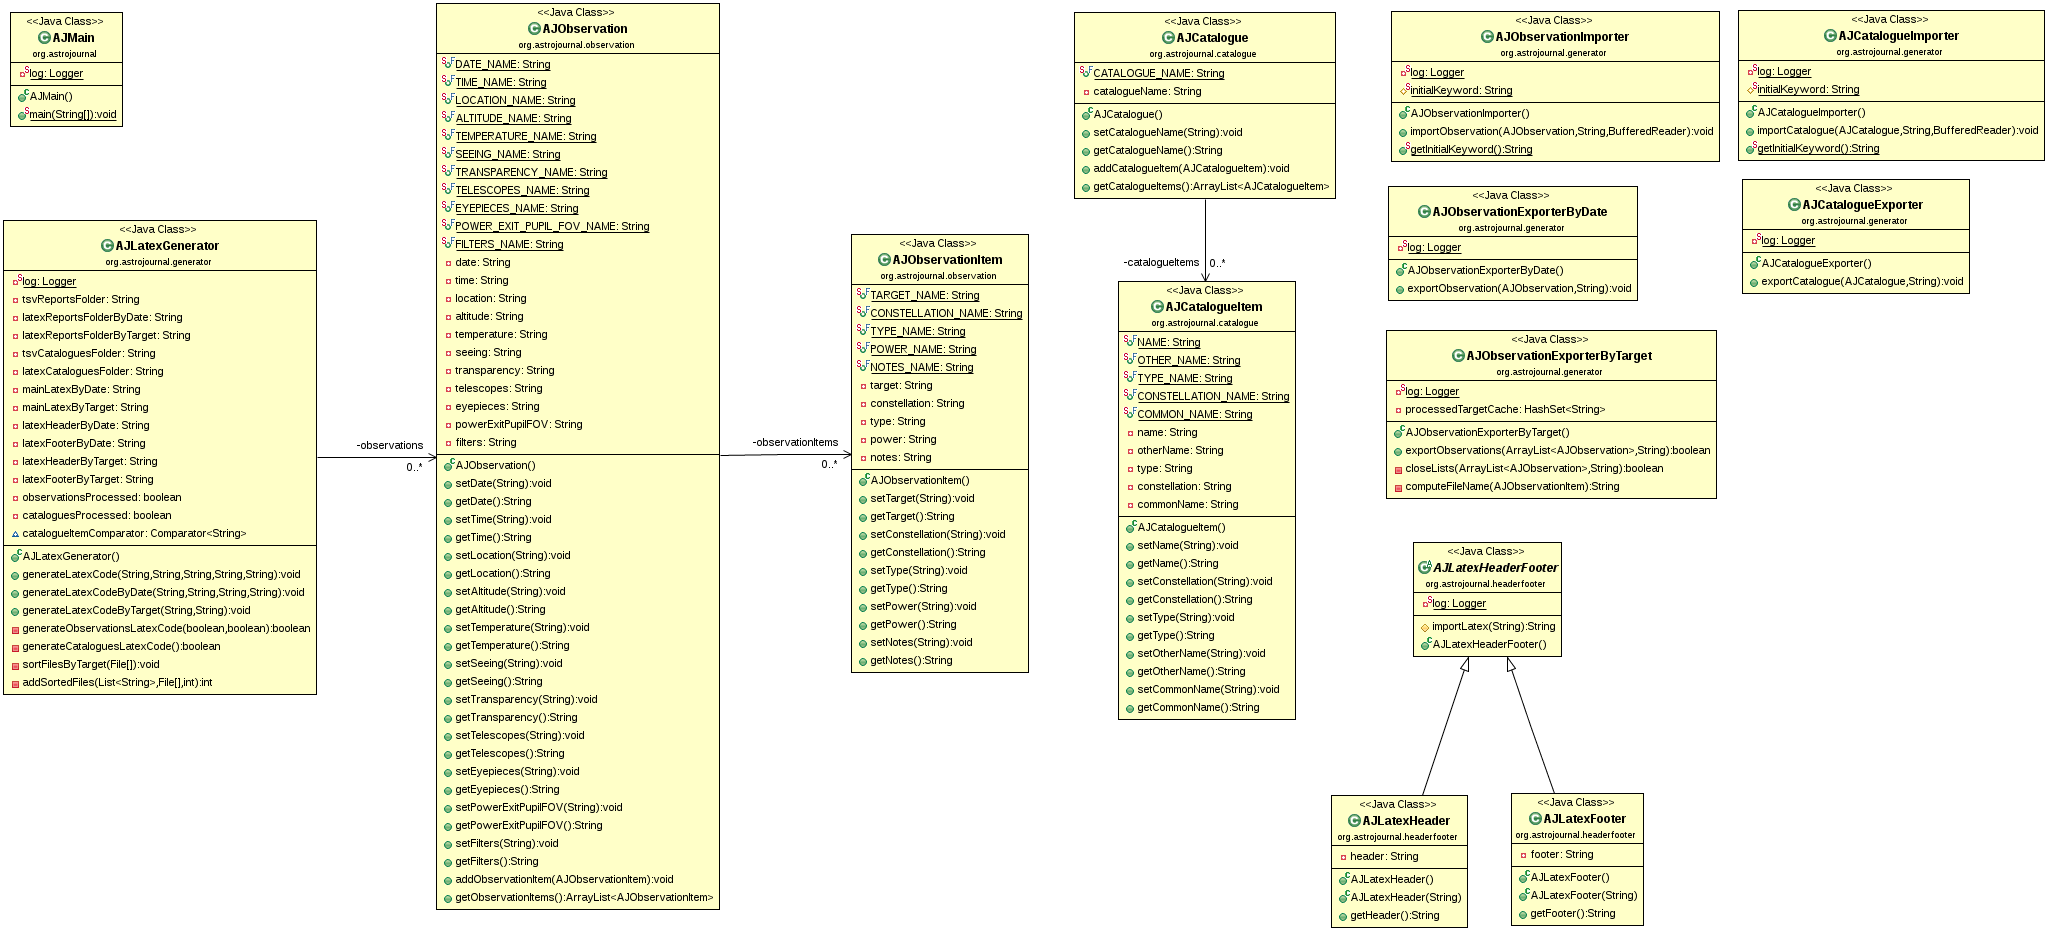 <<Java Class>>
AJMain
org.astrojournal
log: Logger
AJMain()
main(String[]):void
<<Java Class>>
AJLatexGenerator
org.astrojournal.generator
log: Logger
tsvReportsFolder: String
latexReportsFolderByDate: String
latexReportsFolderByTarget: String
tsvCataloguesFolder: String
latexCataloguesFolder: String
mainLatexByDate: String
mainLatexByTarget: String
latexHeaderByDate: String
latexFooterByDate: String
latexHeaderByTarget: String
latexFooterByTarget: String
observationsProcessed: boolean
cataloguesProcessed: boolean
catalogueItemComparator: Comparator<String>
AJLatexGenerator()
generateLatexCode(String,String,String,String,String):void
generateLatexCodeByDate(String,String,String,String):void
generateLatexCodeByTarget(String,String):void
generateObservationsLatexCode(boolean,boolean):boolean
generateCataloguesLatexCode():boolean
sortFilesByTarget(File[]):void
addSortedFiles(List<String>,File[],int):int
-observations
0..*
<<Java Class>>
AJObservation
org.astrojournal.observation
DATE_NAME: String
TIME_NAME: String
LOCATION_NAME: String
ALTITUDE_NAME: String
TEMPERATURE_NAME: String
SEEING_NAME: String
TRANSPARENCY_NAME: String
TELESCOPES_NAME: String
EYEPIECES_NAME: String
POWER_EXIT_PUPIL_FOV_NAME: String
FILTERS_NAME: String
date: String
time: String
location: String
altitude: String
temperature: String
seeing: String
transparency: String
telescopes: String
eyepieces: String
powerExitPupilFOV: String
filters: String
AJObservation()
setDate(String):void
getDate():String
setTime(String):void
getTime():String
setLocation(String):void
getLocation():String
setAltitude(String):void
getAltitude():String
setTemperature(String):void
getTemperature():String
setSeeing(String):void
getSeeing():String
setTransparency(String):void
getTransparency():String
setTelescopes(String):void
getTelescopes():String
setEyepieces(String):void
getEyepieces():String
setPowerExitPupilFOV(String):void
getPowerExitPupilFOV():String
setFilters(String):void
getFilters():String
addObservationItem(AJObservationItem):void
getObservationItems():ArrayList<AJObservationItem>
-observationItems
0..*
<<Java Class>>
AJObservationItem
org.astrojournal.observation
TARGET_NAME: String
CONSTELLATION_NAME: String
TYPE_NAME: String
POWER_NAME: String
NOTES_NAME: String
target: String
constellation: String
type: String
power: String
notes: String
AJObservationItem()
setTarget(String):void
getTarget():String
setConstellation(String):void
getConstellation():String
setType(String):void
getType():String
setPower(String):void
getPower():String
setNotes(String):void
getNotes():String
<<Java Class>>
AJCatalogue
org.astrojournal.catalogue
CATALOGUE_NAME: String
catalogueName: String
AJCatalogue()
setCatalogueName(String):void
getCatalogueName():String
addCatalogueItem(AJCatalogueItem):void
getCatalogueItems():ArrayList<AJCatalogueItem>
-catalogueItems
0..*
<<Java Class>>
AJCatalogueItem
org.astrojournal.catalogue
NAME: String
OTHER_NAME: String
TYPE_NAME: String
CONSTELLATION_NAME: String
COMMON_NAME: String
name: String
otherName: String
type: String
constellation: String
commonName: String
AJCatalogueItem()
setName(String):void
getName():String
setConstellation(String):void
getConstellation():String
setType(String):void
getType():String
setOtherName(String):void
getOtherName():String
setCommonName(String):void
getCommonName():String
<<Java Class>>
AJObservationImporter
org.astrojournal.generator
log: Logger
initialKeyword: String
AJObservationImporter()
importObservation(AJObservation,String,BufferedReader):void
getInitialKeyword():String
<<Java Class>>
AJCatalogueImporter
org.astrojournal.generator
log: Logger
initialKeyword: String
AJCatalogueImporter()
importCatalogue(AJCatalogue,String,BufferedReader):void
getInitialKeyword():String
<<Java Class>>
AJObservationExporterByDate
org.astrojournal.generator
log: Logger
AJObservationExporterByDate()
exportObservation(AJObservation,String):void
<<Java Class>>
AJCatalogueExporter
org.astrojournal.generator
log: Logger
AJCatalogueExporter()
exportCatalogue(AJCatalogue,String):void
<<Java Class>>
AJObservationExporterByTarget
org.astrojournal.generator
log: Logger
processedTargetCache: HashSet<String>
AJObservationExporterByTarget()
exportObservations(ArrayList<AJObservation>,String):boolean
closeLists(ArrayList<AJObservation>,String):boolean
computeFileName(AJObservationItem):String
<<Java Class>>
AJLatexHeaderFooter
org.astrojournal.headerfooter
log: Logger
importLatex(String):String
AJLatexHeaderFooter()
<<Java Class>>
AJLatexHeader
org.astrojournal.headerfooter
header: String
AJLatexHeader()
AJLatexHeader(String)
getHeader():String
<<Java Class>>
AJLatexFooter
org.astrojournal.headerfooter
footer: String
AJLatexFooter()
AJLatexFooter(String)
getFooter():String